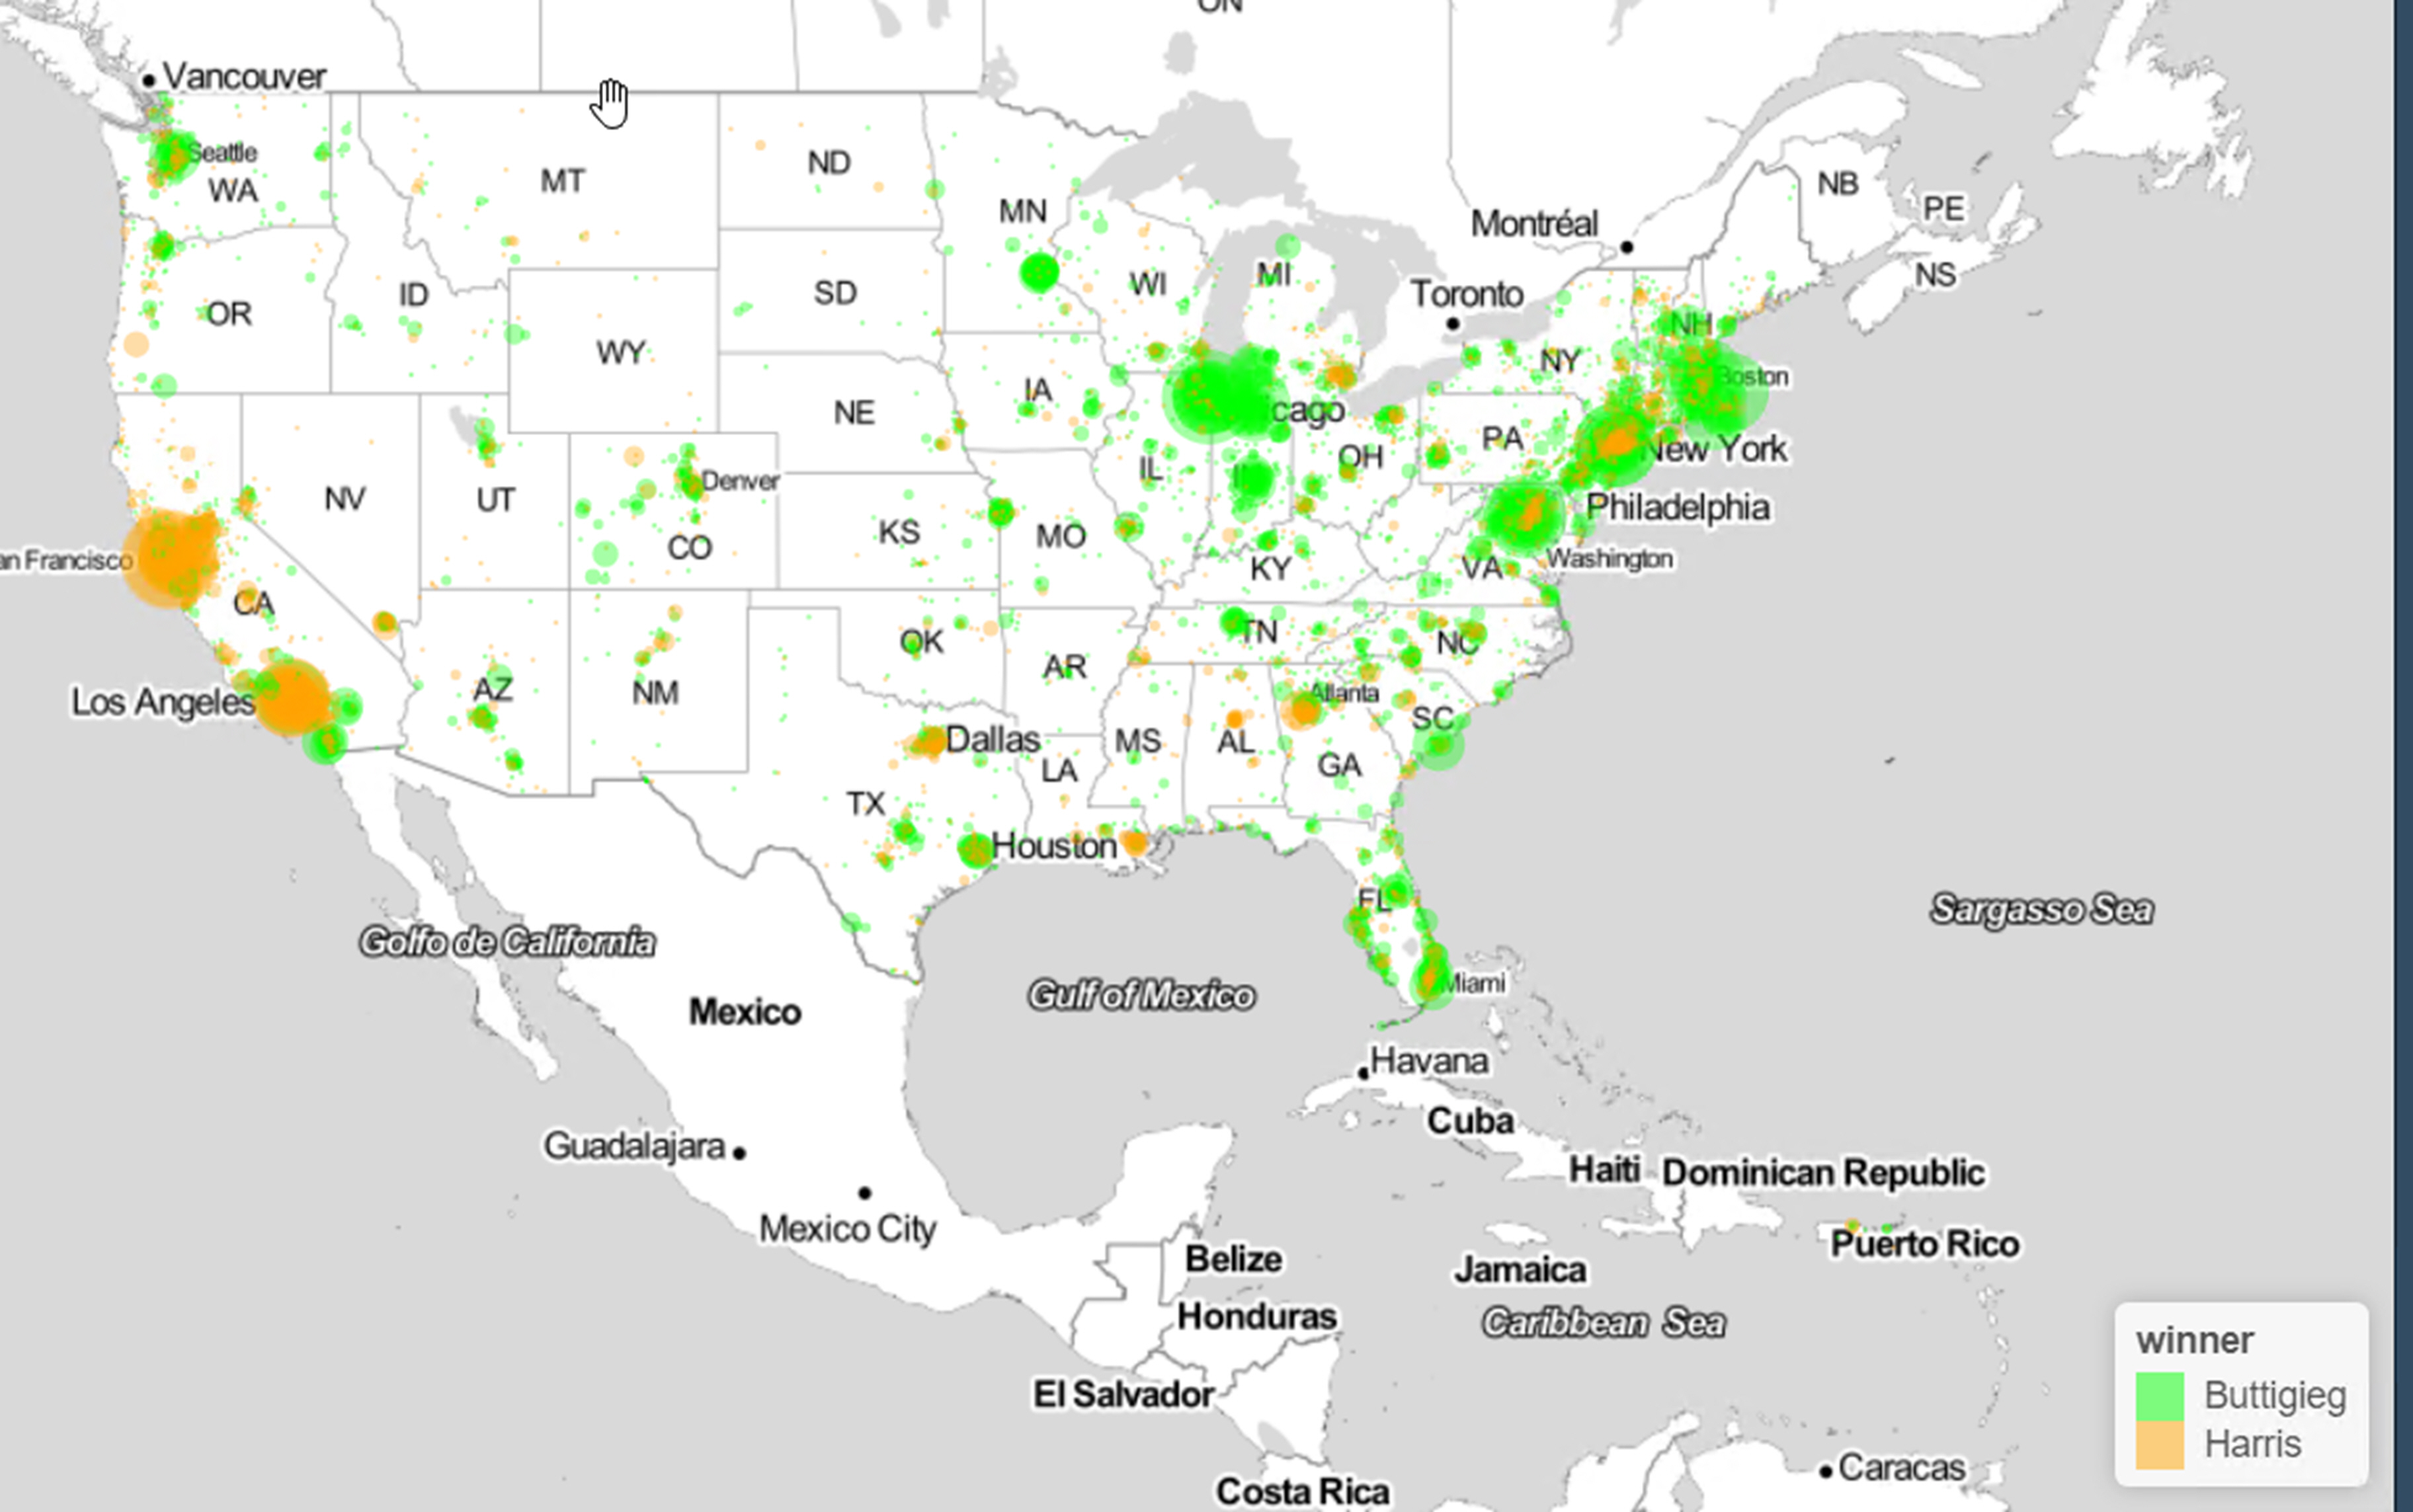 ON
Vancouver
Seattle
WA
MT
ND
MN
NB
PE
Montréal
NS
OR
ID
SD
WI
MI
Toronto
NH
WY
NY
Boston
IA
cago
NE
PA
OH
New York
IL
NV
UT
Denver
Philadelphia
KS
MO
CO
an Francisco
Washington
KY
VA
CA
TN
NC
OK
AR
AZ
NM
Atlanta
Los Angeles
SC
Dallas
MS
AL
LA
GA
TX
Houston
FL
Sargasso Sea
Golfo de California
Miami
Gulf of Mexico
Mexico
Havana
Cuba
Guadalajara
Haiti
Dominican Republic
Mexico City
Puerto Rico
Belize
Jamaica
Honduras
Caribbean Sea
winner
El Salvador
Buttigieg
Harris
Caracas
Costa Rica